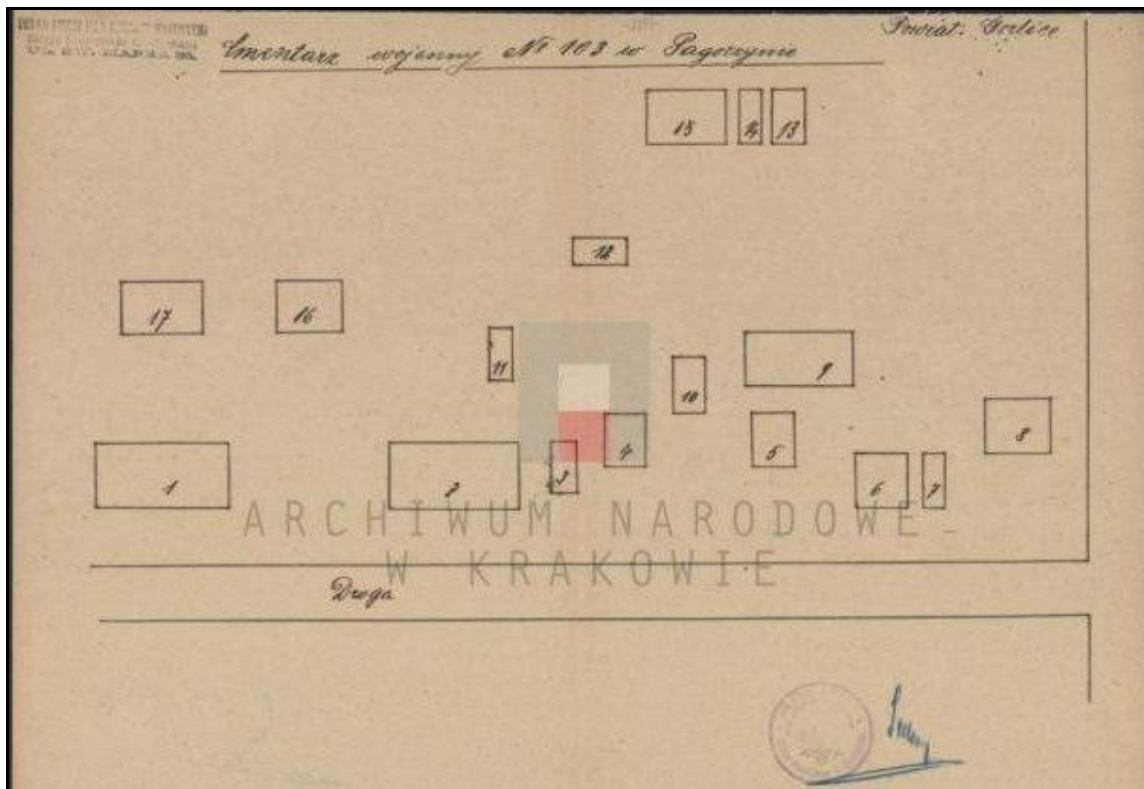 Cmentarz wojenny № 103 w Pagorzynie
Powiat: Gorlice
15 14 13
12
17 16
11
9
10
8
4 5
1 2 3 6 7
ARCHIWUM NARODOWE
W KRAKOWIE
Droga